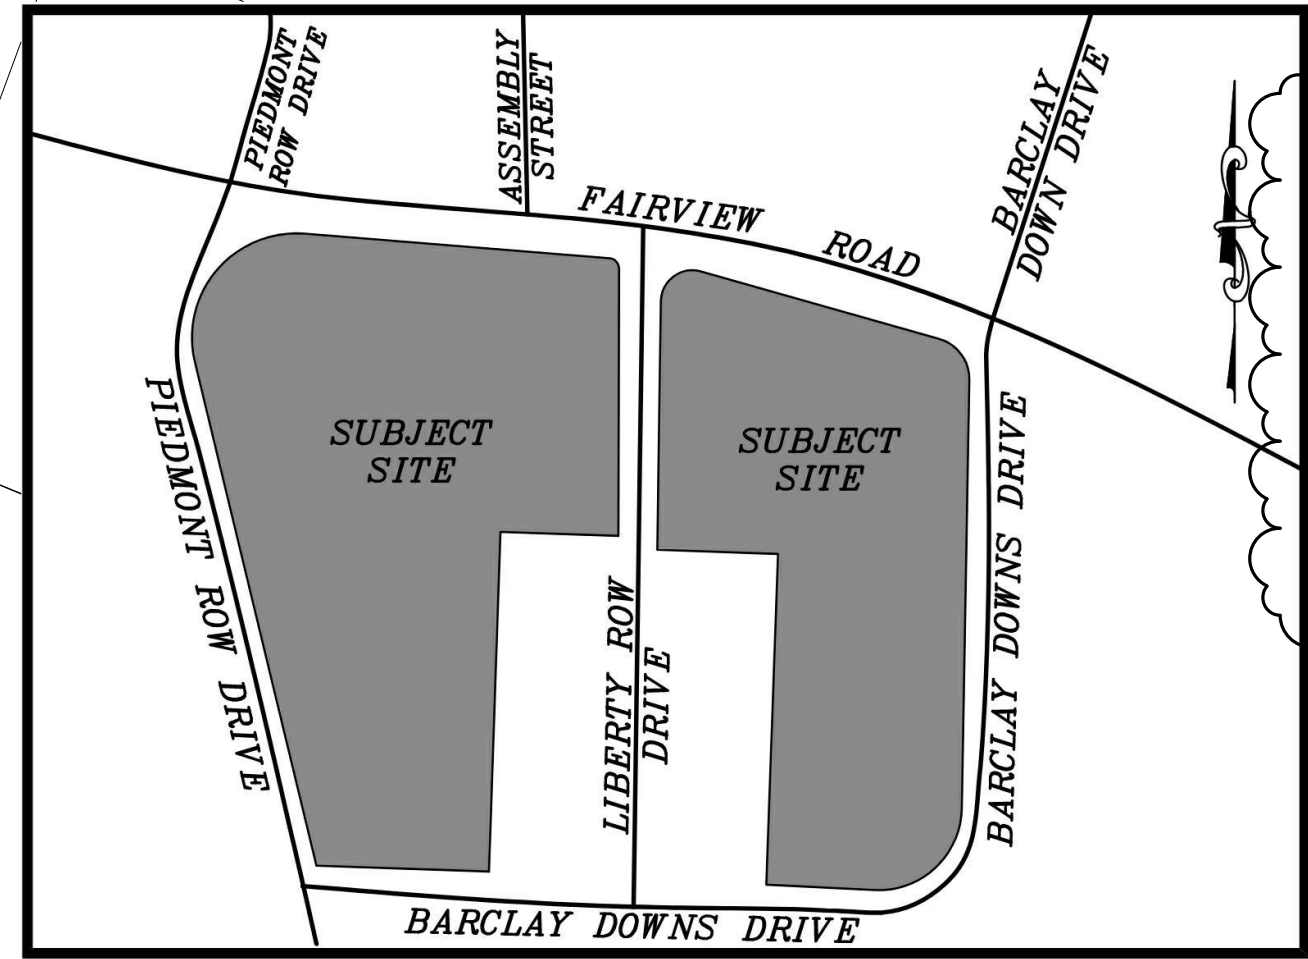 PIEDMONT
ROW DRIVE
ASSEMBLY
STREET
BARCLAY
DOWN DRIVE
FAIRVIEW ROAD
SUBJECT
SITE
SUBJECT
SITE
PIEDMONT ROW DRIVE
LIBERTY ROW
DRIVE
BARCLAY DOWNS DRIVE
BARCLAY DOWNS DRIVE